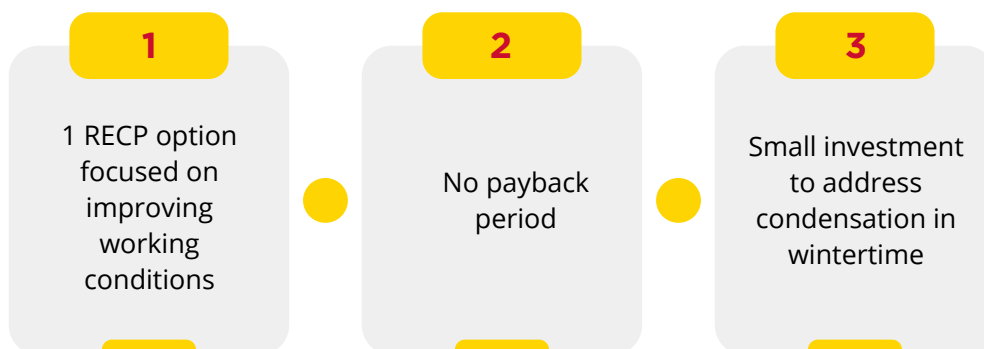 1
1 RECP option
focused on
improving
working
conditions
2
No payback
period
3
Small investment
to address
condensation in
wintertime